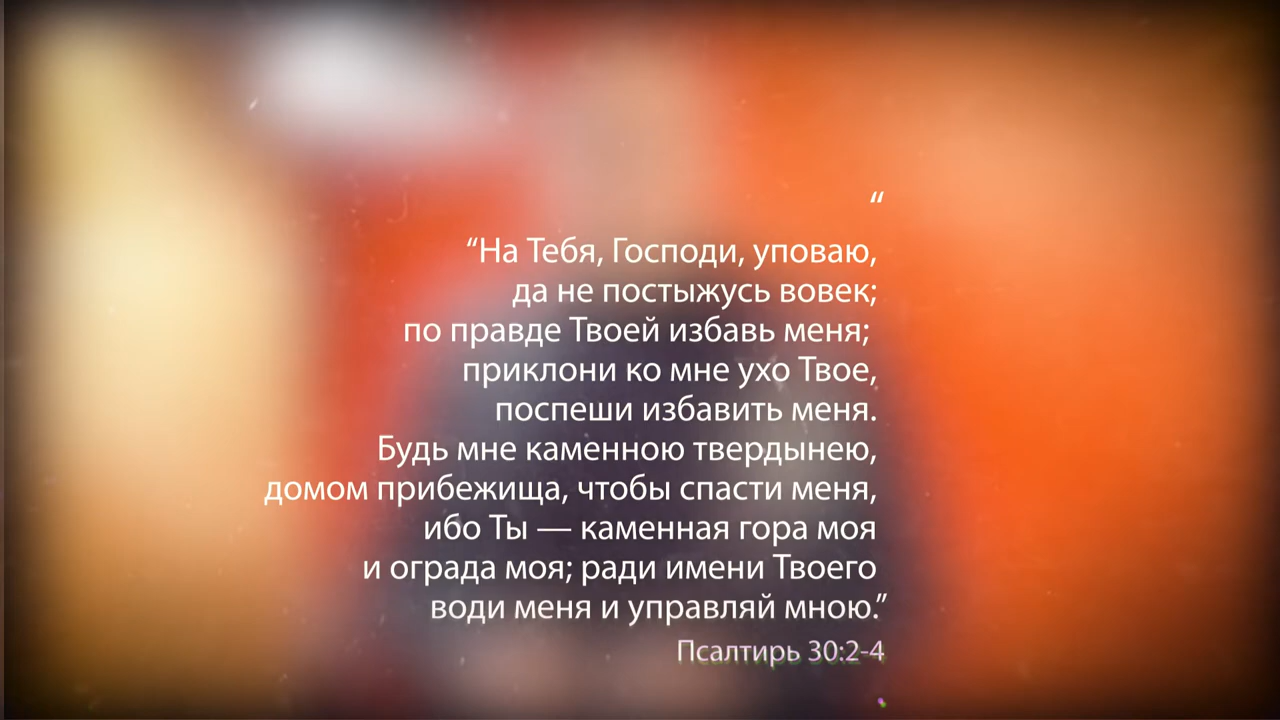 “
“На Тебя, Господи, уповаю,
да не постыжусь вовек;
по правде Твоей избавь меня;
приклони ко мне ухо Твое,
поспеши избавить меня.
Будь мне каменною твердынею,
домом прибежища, чтобы спасти меня,
ибо Ты — каменная гора моя
и ограда моя; ради имени Твоего
води меня и управляй мною.”
Псалтирь 30:2-4